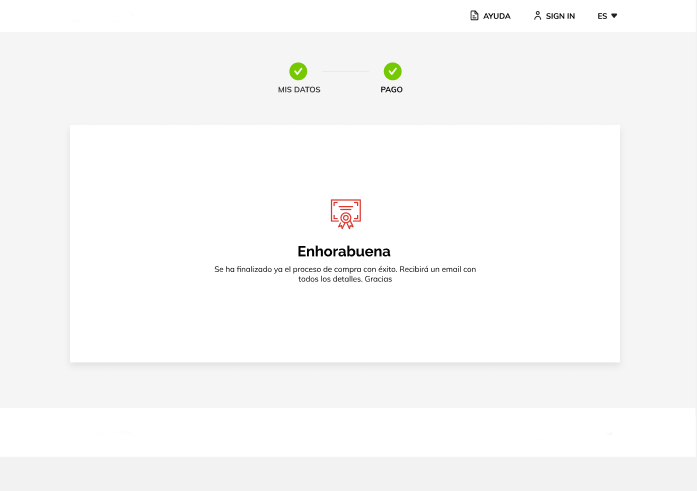 AYUDA SIGN IN ES
MIS DATOS PAGO
Enhorabuena
Se ha finalizado ya el proceso de compra con éxito. Recibirá un email con
todos los detalles. Gracias